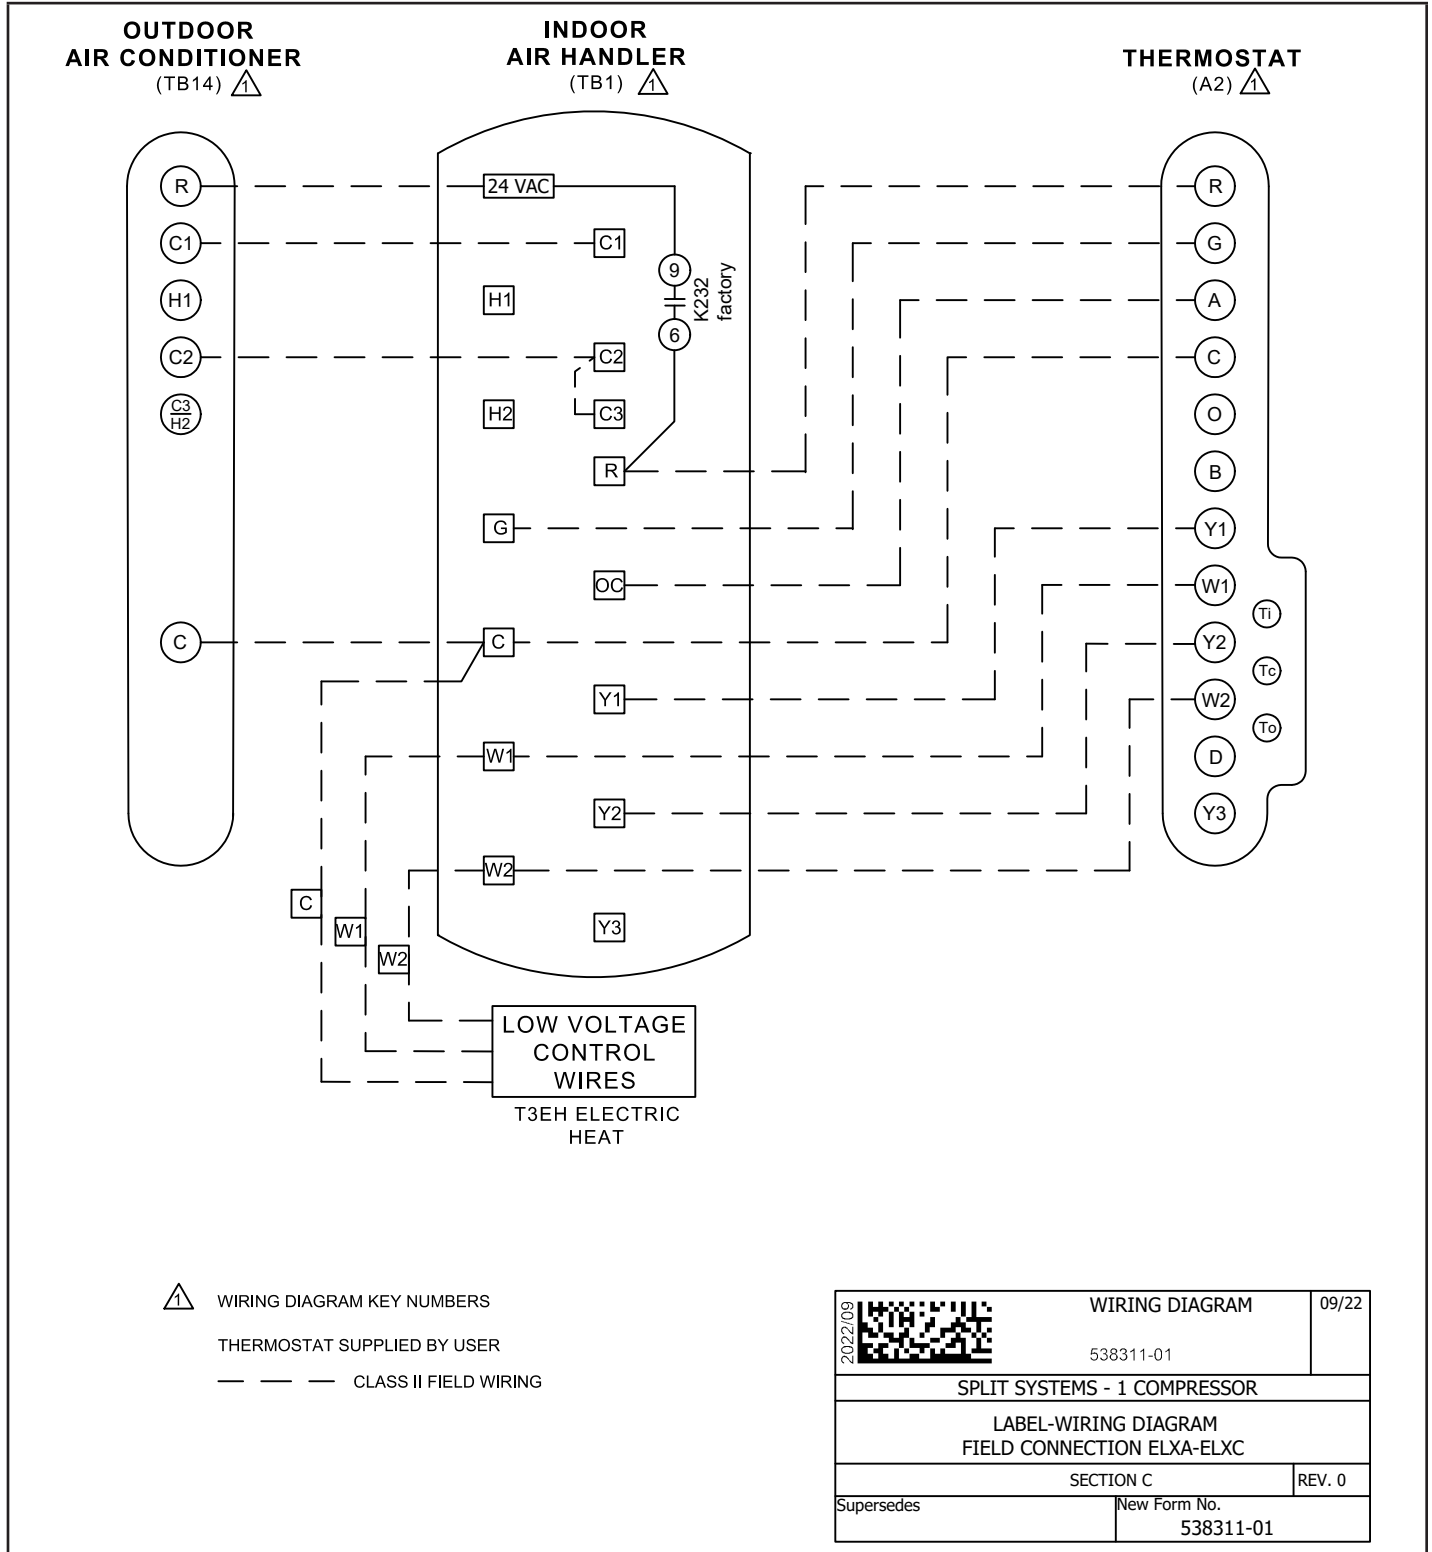 OUTDOOR
AIR CONDITIONER
(TB14) 1
INDOOR
AIR HANDLER
(TB1) 1
THERMOSTAT
(A2) 1
R
C1
H1
C2
C3
H2
C
24 VAC
C1
H1
C2
H2
C3
R
G
OC
C
Y1
W1
Y2
W2
Y3
9
6
K232
factory
R
G
A
C
O
B
Y1
W1
Ti
Y2
Tc
W2
To
D
Y3
C
W1
W2
LOW VOLTAGE
CONTROL
WIRES
T3EH ELECTRIC
HEAT
1 WIRING DIAGRAM KEY NUMBERS
THERMOSTAT SUPPLIED BY USER
CLASS II FIELD WIRING
2022/09
WIRING DIAGRAM
09/22
538311-01
SPLIT SYSTEMS - 1 COMPRESSOR
LABEL-WIRING DIAGRAM
FIELD CONNECTION ELXA-ELXC
SECTION C
REV. 0
Supersedes
New Form No.
538311-01